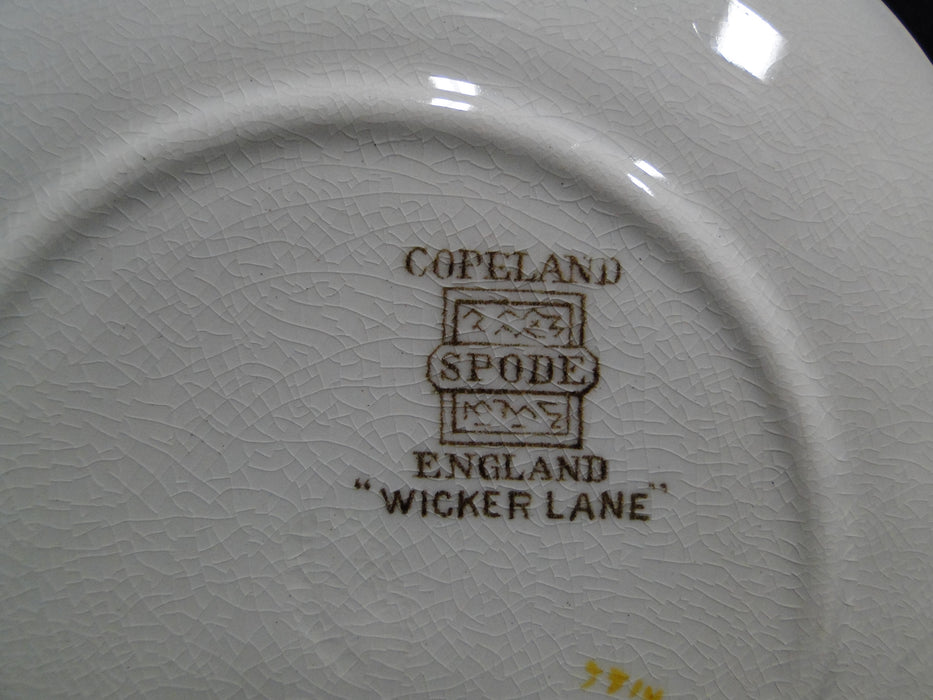 COPELAND
SPODE
ENGLAND
"WICKER LANE"